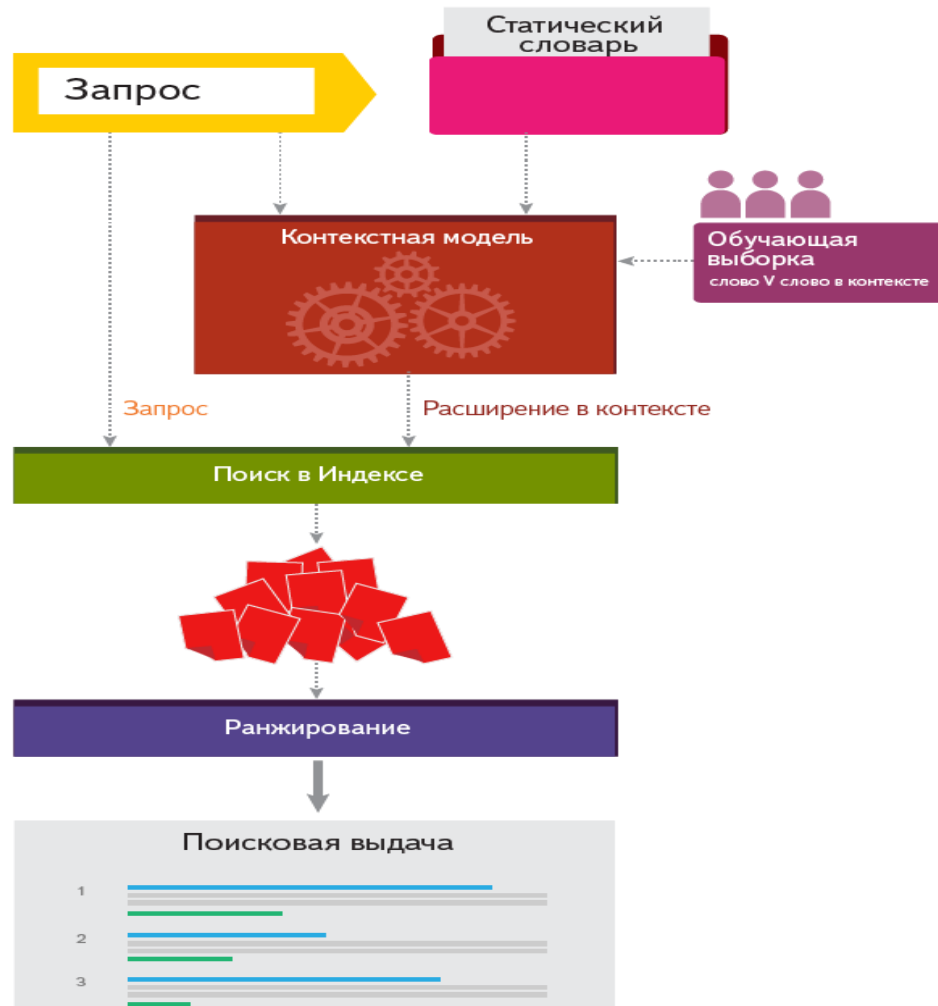 Статический
словарь
Запрос
Контекстная модель
Обучающая
выборка
слово V слово в контексте
Запрос
Расширение в контексте
Поиск в Индексе
Ранжирование
Поисковая выдача
1
2
3